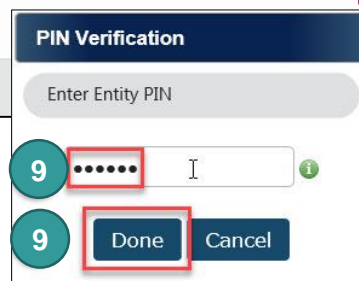 PIN Verification
Enter Entity PIN
9 ••••••
9 Done Cancel